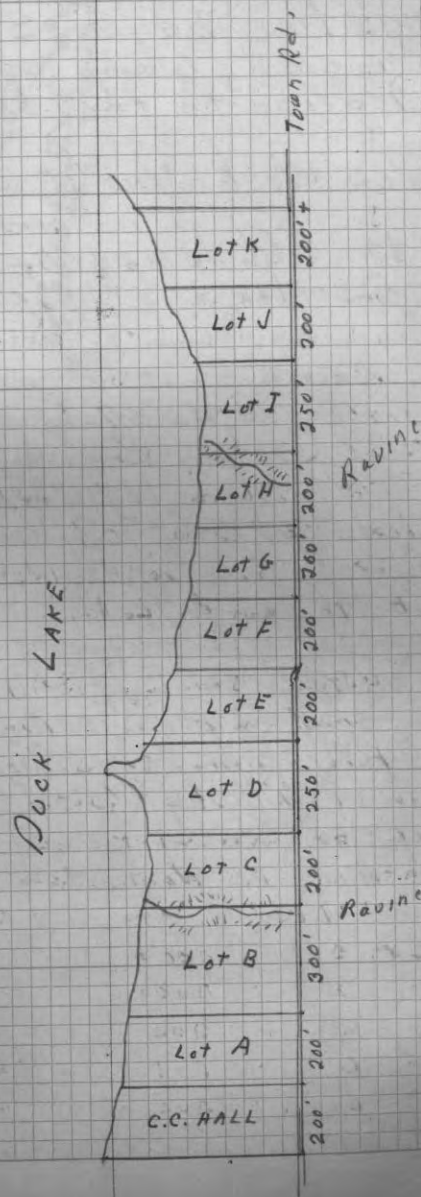 Town Rd.
Lot K
200' +
Lot J
200'
Lot I
250'
Ravine
Lot H
200'
Lot G
200'
DUCK LAKE
Lot F
200'
Lot E
200'
Lot D
250'
Lot C
200'
Ravine
Lot B
300'
Lot A
200'
C.C. HALL
200'